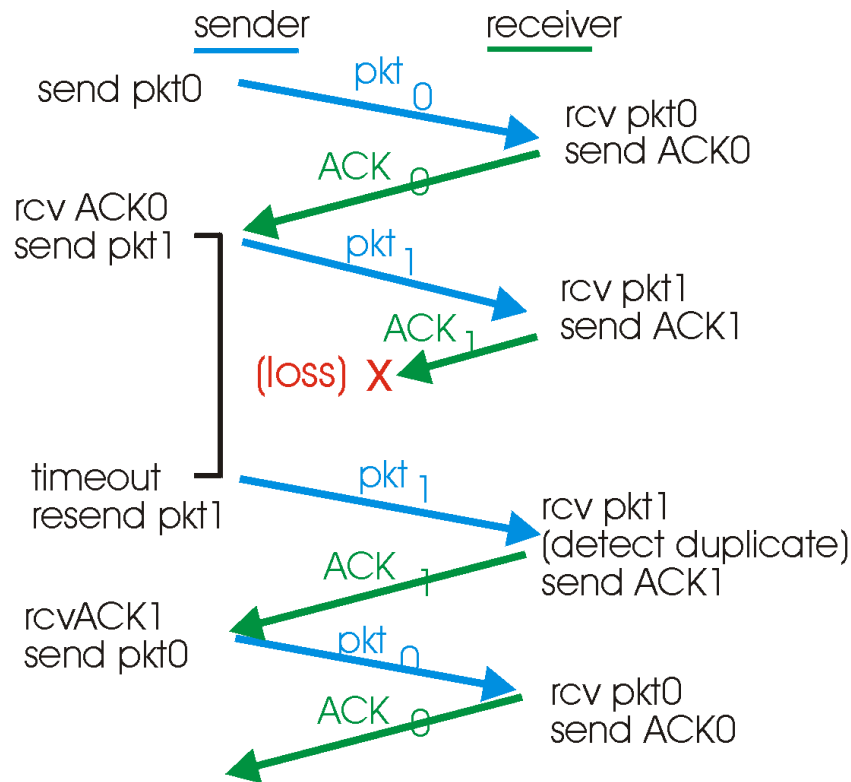 sender
receiver
send pkt0
pkt 0
rcv pkt0
send ACK0
ACK 0
rcv ACK0
send pkt1
pkt 1
rcv pkt1
send ACK1
ACK 1
(loss) X
timeout
resend pkt1
pkt 1
rcv pkt1
(detect duplicate)
send ACK1
ACK 1
rcvACK1
send pkt0
pkt 0
rcv pkt0
send ACK0
ACK 0